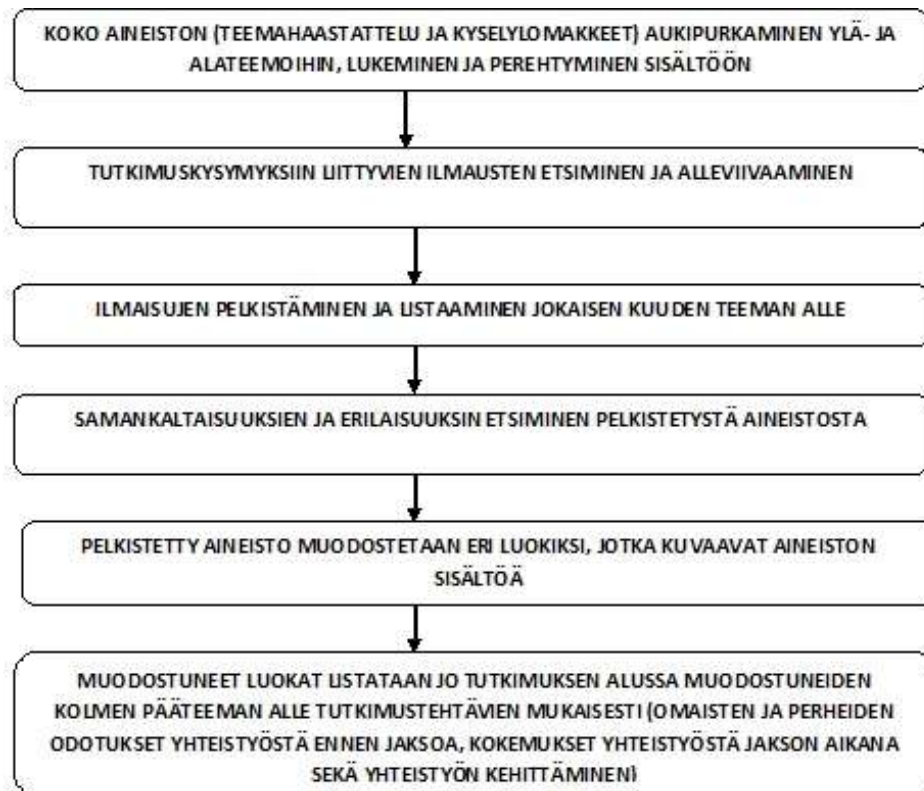 KOKO AINEISTON (TEEMAHAASTATTELU JA KYSELYLOMAKKEET) AUKIPURKAMINEN YLÄ- JA
ALATEEMOIHIN, LUKEMINEN JA PEREHTYMINEN SISÄLTÖÖN
TUTKIMUSKYSYMYKSIIN LIITTYVIEN ILMAUSTEN ETSIMINEN JA ALLEVIIVAAMINEN
ILMAISUJEN PELKISTÄMINEN JA LISTAAMINEN JOKAISEN KUUDEN TEEMAN ALLE
SAMANKALTAISUUKSIEN JA ERILAISUUKSIN ETSIMINEN PELKISTETYSTÄ AINEISTOSTA
PELKISTETTY AINEISTO MUODOSTETAAN ERI LUOKIKSI, JOTKA KUVAAVAT AINEISTON
SISÄLTÖÄ
MUODOSTUNEET LUOKAT LISTATAAN JO TUTKIMUKSEN ALUSSA MUODOSTUNEIDEN
KOLMEN PÄÄTEEMAN ALLE TUTKIMUSTEHTÄVIEN MUKAISESTI (OMAISTEN JA PERHEIDEN
ODOTUKSET YHTEISTYÖSTÄ ENNEN JAKSOA, KOKEMUKSET YHTEISTYÖSTÄ JAKSON AIKANA
SEKÄ YHTEISTYÖN KEHITTÄMINEN)